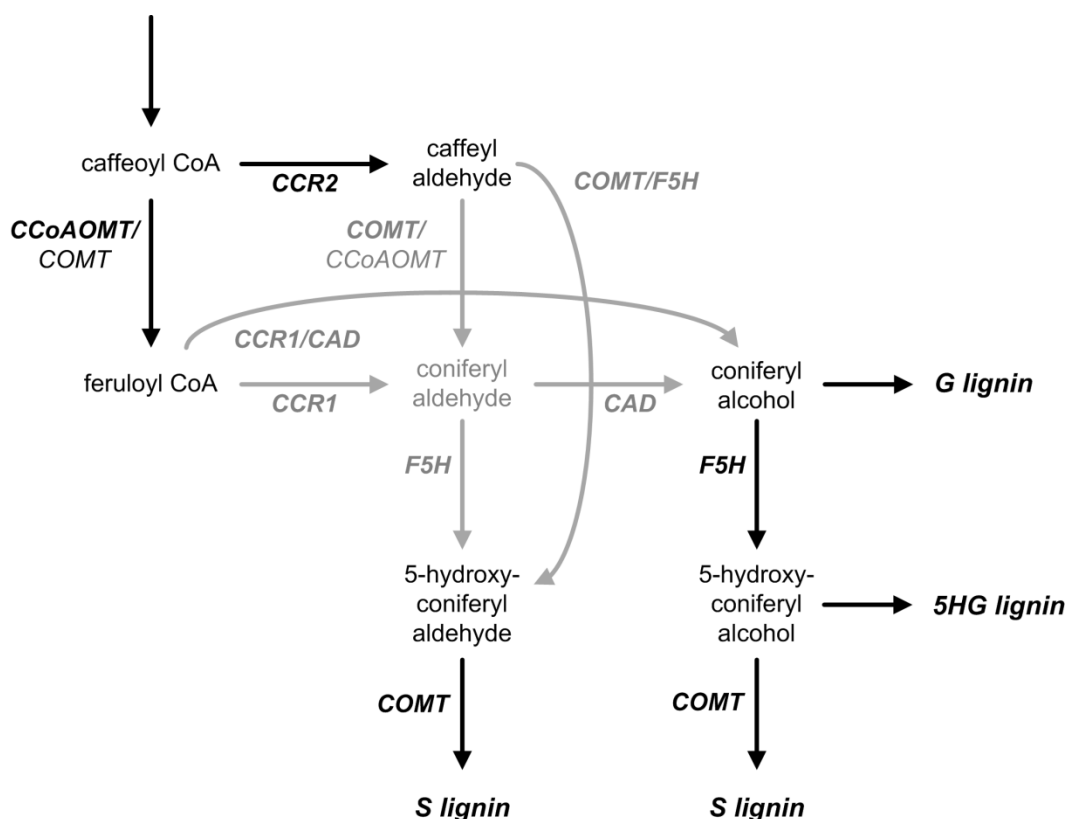 caffeoyl CoA
CCR2
caffeyl
aldehyde
COMT/F5H
CCoAOMT/
COMT
COMT/
CCoAOMT
CCR1/CAD
feruloyl CoA
CCR1
coniferyl
aldehyde
CAD
coniferyl
alcohol
G lignin
F5H
F5H
5-hydroxy-
coniferyl
aldehyde
5-hydroxy-
coniferyl
alcohol
5HG lignin
COMT
COMT
S lignin
S lignin